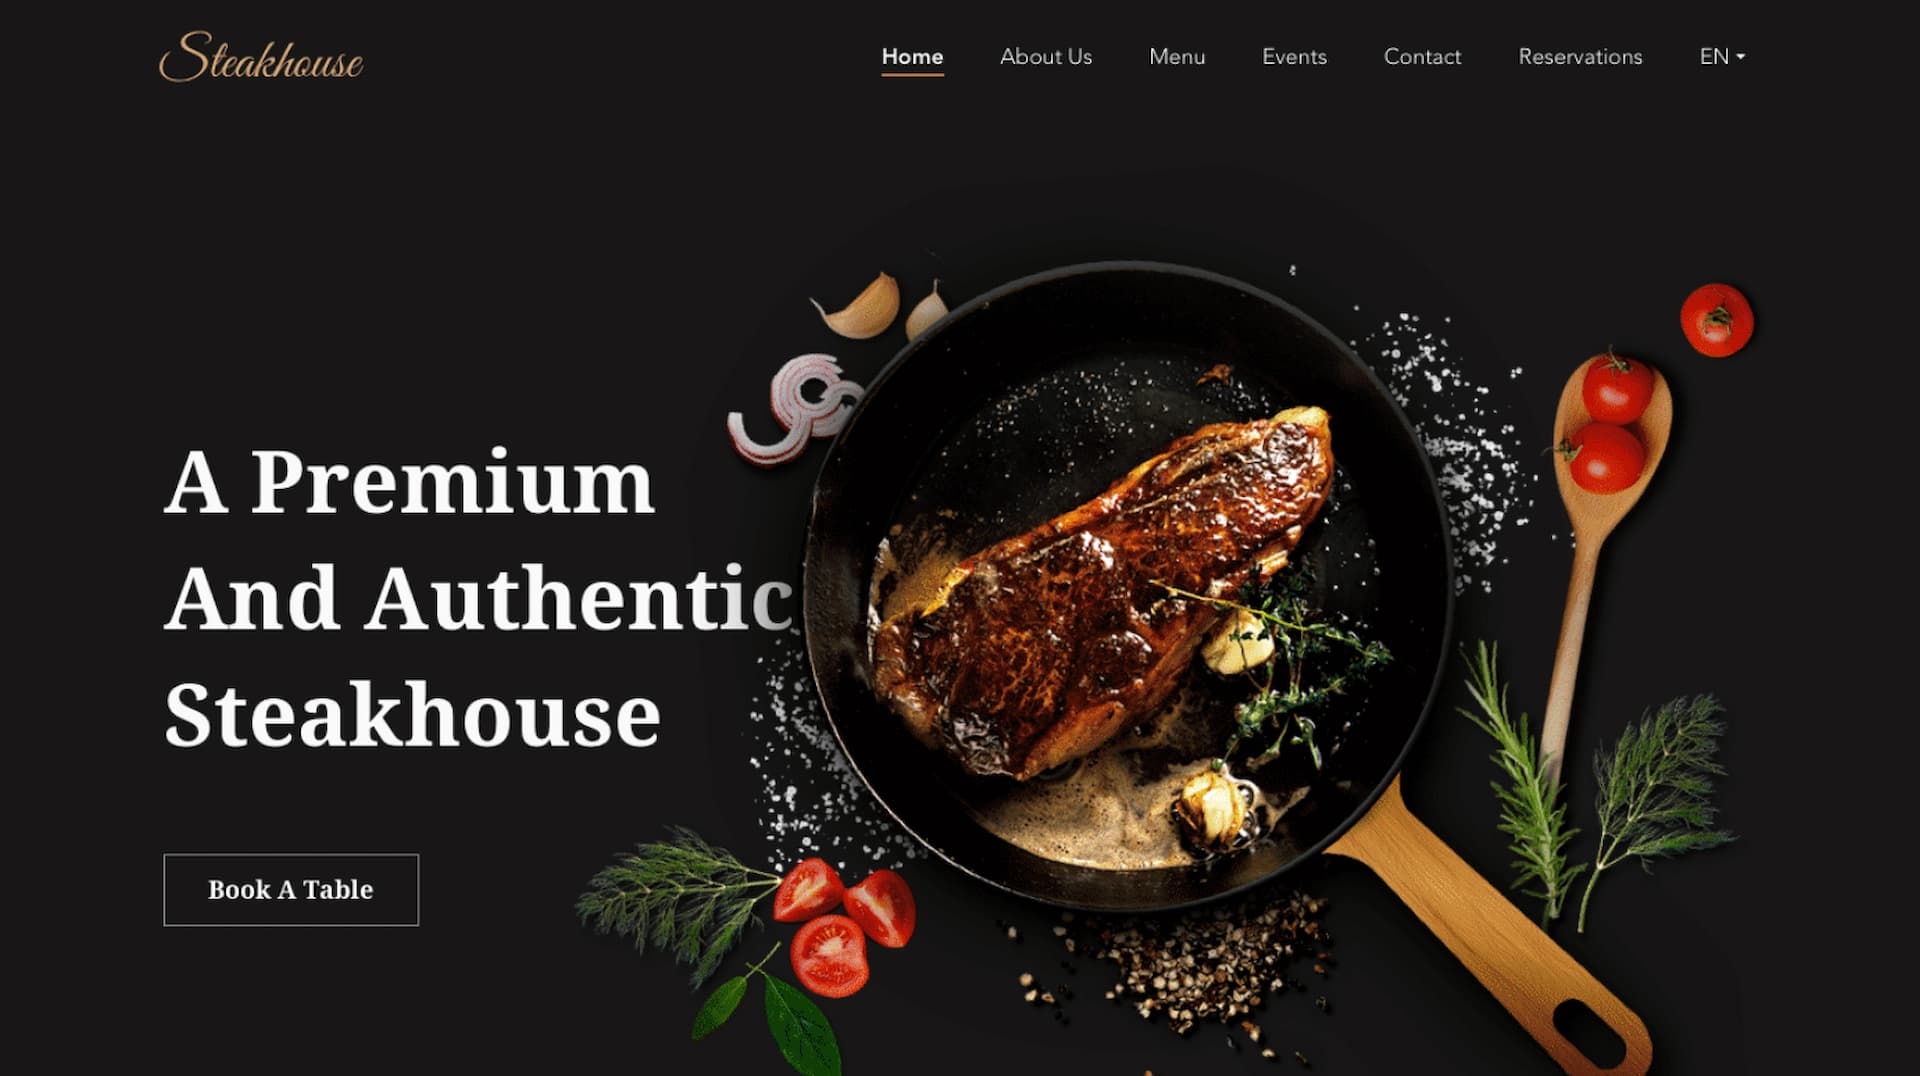 Steakhouse
Home About Us Menu Events Contact Reservations EN
A Premium
And Authentic
Steakhouse
Book A Table